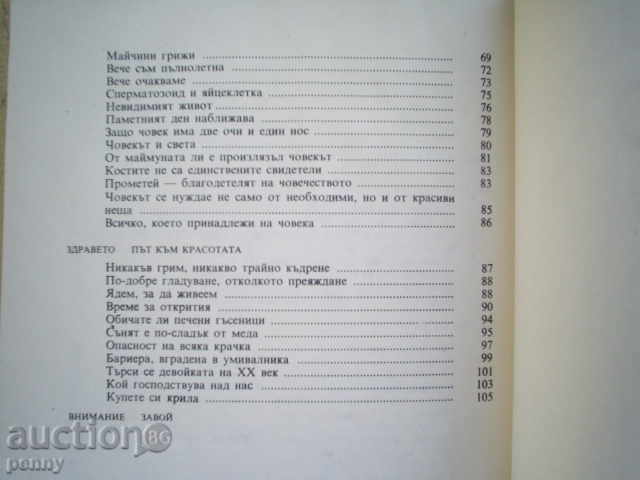 Майчини грижи 69
Вече съм пълнолетна 72
Вече очакваме 73
Сперматозоид и яйцеклетка 75
Невидимият живот 76
Паметният ден наближава 78
Защо човек има две очи и един нос 79
Човекът и света 80
От маймуната ли е произлязъл човекът 81
Костите не са единствените свидетели 83
Прометей — благодетелят на човечеството 83
Човекът се нуждае не само от необходими, но и от красиви
неща 85
Всичко, което принадлежи на човека 86
ЗДРАВЕТО ПЪТ КЪМ КРАСОТАТА
Никакъв грим, никакво трайно къдрене 87
По-добре гладуване, отколкото преяждане 88
Ядем, за да живеем 88
Време за открития 90
Обичате ли печени гъсеници 94
Сънят е по-сладък от меда 95
Опасност на всяка крачка 97
Бариера, вградена в умивалника 99
Търси се девойката на XX век 101
Кой господствува над нас 103
Купете си крила 105
ВНИМАНИЕ ЗАВОЙ
auction BG
penny